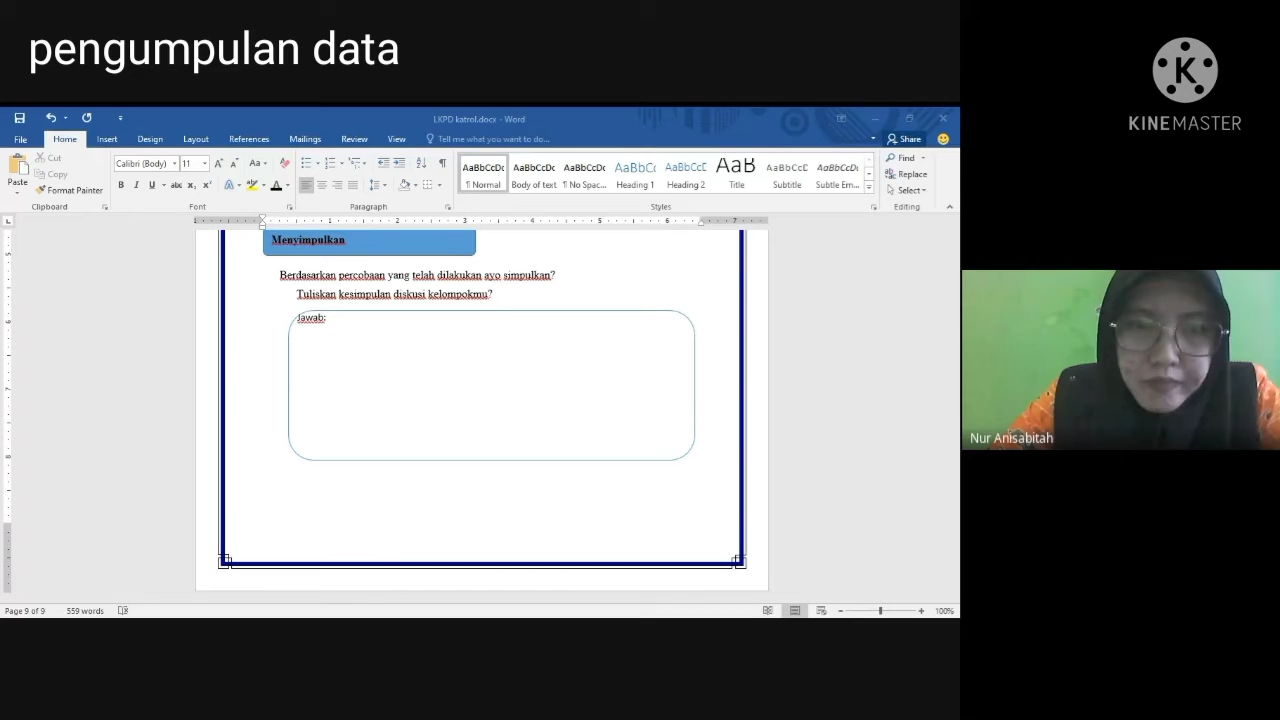 pengumpulan data
K
KINEMASTER
LKPD katrol.docx - Word
File Home Insert Design Layout References Mailings Review View Tell me what you want to do... Share
Paste
Cut
Copy
Format Painter
Clipboard
Calibri (Body) 11
Font
Paragraph
AaBbCcDc AaBbCcDc AaBbCcDc AaBbCc AaBbCcD AaB AaBbCcD AaBbCcDc
¶ Normal Body of text ¶ No Spac... Heading 1 Heading 2 Title Subtitle Subtle Em...
Styles
Find
Replace
Select
Editing
Menyimpulkan
Berdasarkan percobaan yang telah dilakukan ayo simpulkan?
Tuliskan kesimpulan diskusi kelompokmu?
Jawab:
Nur Anisabitah
Page 9 of 9 559 words 100%